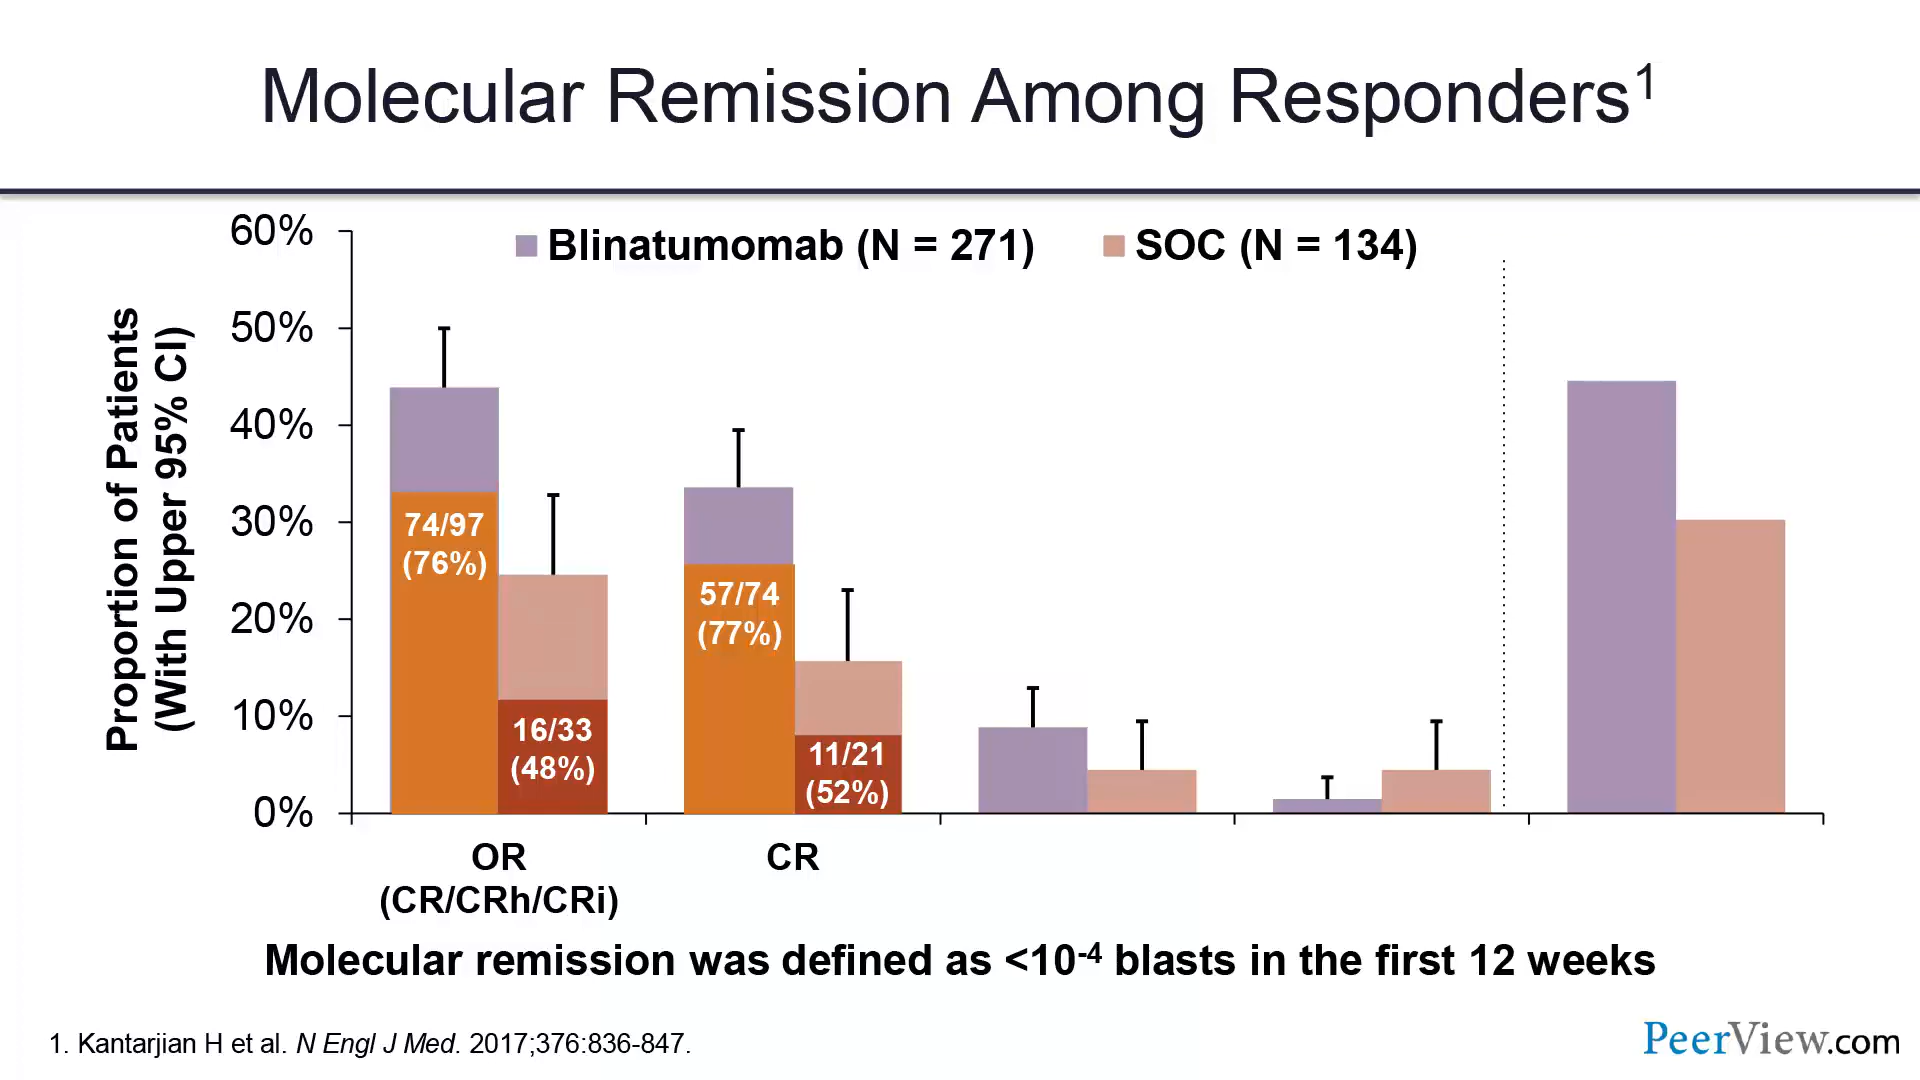 Molecular Remission Among Responders¹
Blinatumomab (N = 271)
SOC (N = 134)
Proportion of Patients
(With Upper 95% CI)
60%
50%
40%
30%
20%
10%
0%
74/97
(76%)
16/33
(48%)
57/74
(77%)
11/21
(52%)
OR
(CR/CRh/CRi)
CR
Molecular remission was defined as <10⁻⁴ blasts in the first 12 weeks
1. Kantarjian H et al. N Engl J Med. 2017;376:836-847.
PeerView.com